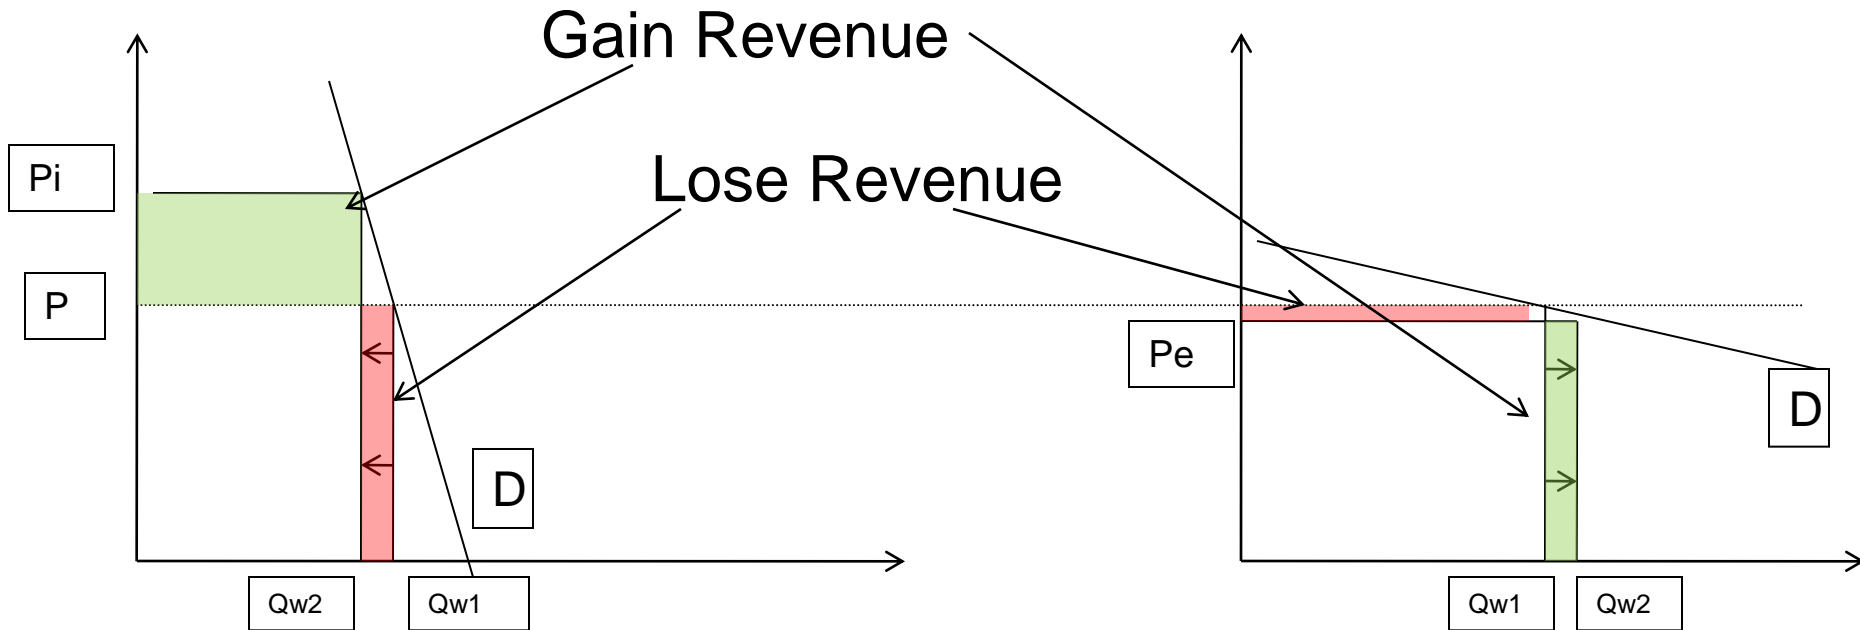 Gain Revenue
Lose Revenue
Pi
P
Pe
D
D
Qw2
Qw1
Qw1
Qw2